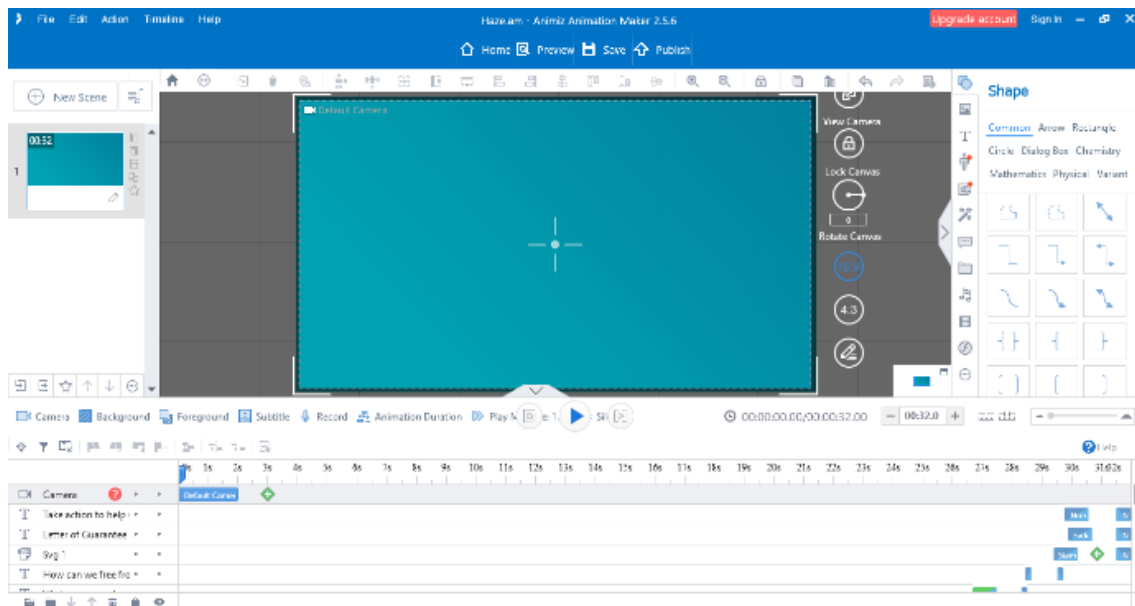 File Edit Action Timeline Help
Haze.am - Animiz Animation Maker 2.5.6
Upgrade account Sign In
Home Preview Save Publish
New Scene
00:32
1
Default Camera
View Camera
Lock Canvas
0
Rotate Canvas
16:9
4:3
Shape
Common Arrow Rectangle
Circle Dialog Box Chemistry
Mathematics Physical Variant
Camera Background Foreground Subtitle Record Animation Duration Play
00:00:00.00/00:00:32.00
00:32.0
Help
0s 1s 2s 3s 4s 5s 6s 7s 8s 9s 10s 11s 12s 13s 14s 15s 16s 17s 18s 19s 20s 21s 22s 23s 24s 25s 26s 27s 28s 29s 30s 31s
Camera
Default Camer
Take action to help
Letter of Guarantee
Svg 1
How can we free fro